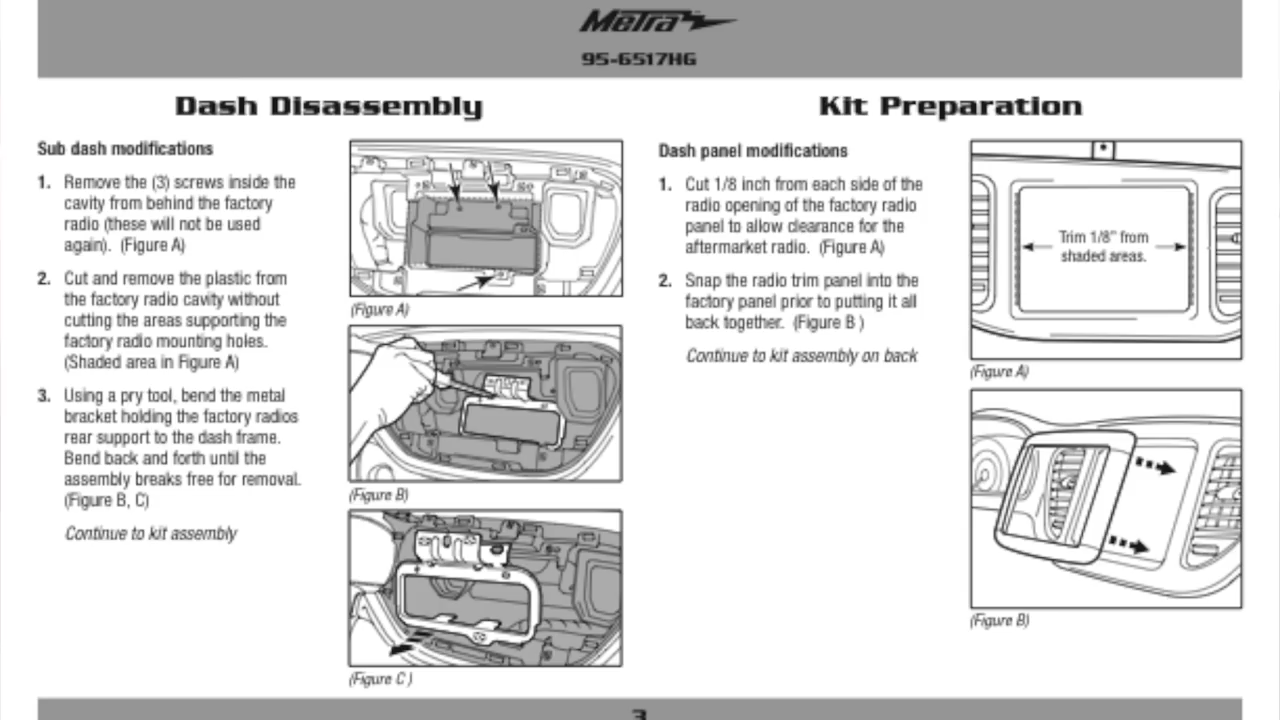 Metra
95-6517HG
Dash Disassembly
Sub dash modifications
1. Remove the (3) screws inside the
cavity from behind the factory
radio (these will not be used
again). (Figure A)
2. Cut and remove the plastic from
the factory radio cavity without
cutting the areas supporting the
factory radio mounting holes.
(Shaded area in Figure A)
3. Using a pry tool, bend the metal
bracket holding the factory radios
rear support to the dash frame.
Bend back and forth until the
assembly breaks free for removal.
(Figure B, C)
Continue to kit assembly
(Figure A)
(Figure B)
(Figure C )
Kit Preparation
Dash panel modifications
1. Cut 1/8 inch from each side of the
radio opening of the factory radio
panel to allow clearance for the
aftermarket radio. (Figure A)
2. Snap the radio trim panel into the
factory panel prior to putting it all
back together. (Figure B )
Continue to kit assembly on back
Trim 1/8” from
shaded areas.
(Figure A)
(Figure B)
3